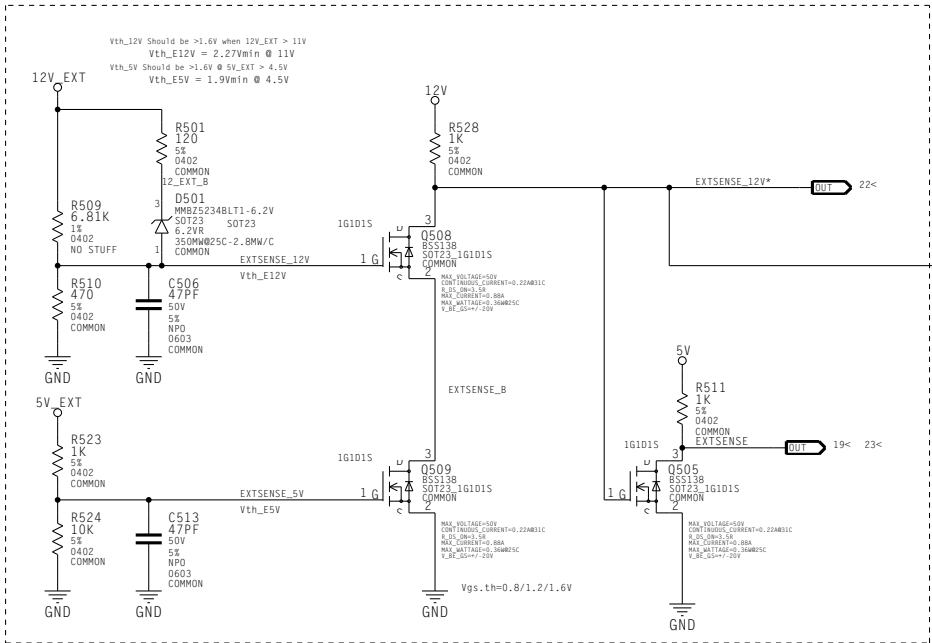 Vth_12V Should be >1.6V when 12V_EXT > 11V
Vth_E12V = 2.27Vmin @ 11V
Vth_5V Should be >1.6V @ 5V_EXT > 4.5V
Vth_E5V = 1.9Vmin @ 4.5V
12V_EXT
R501
120
5%
0402
COMMON
12_EXT_B
3
D501
MMBZ5234BLT1-6.2V
SOT23 SOT23
6.2VR
350MW@25C-2.8MW/C
COMMON
1
R509
6.81K
1%
0402
NO STUFF
EXTSENSE_12V
Vth_E12V
R510
470
5%
0402
COMMON
GND
C506
47PF
50V
5%
NPO
0603
COMMON
GND
12V
R528
1K
5%
0402
COMMON
EXTSENSE_12V*
OUT
22<
1G1D1S
D
3
1 G
S
2
Q508
BSS138
SOT23_1G1D1S
COMMON
MAX_VOLTAGE=50V
CONTINUOUS_CURRENT=0.22A@31C
R_DS_ON=3.5R
MAX_CURRENT=0.88A
MAX_WATTAGE=0.36W@25C
V_BE_GS=+/-20V
EXTSENSE_B
5V_EXT
R523
1K
5%
0402
COMMON
EXTSENSE_5V
Vth_E5V
R524
10K
5%
0402
COMMON
GND
C513
47PF
50V
5%
NPO
0603
COMMON
GND
1G1D1S
D
3
1 G
S
2
Q509
BSS138
SOT23_1G1D1S
COMMON
MAX_VOLTAGE=50V
CONTINUOUS_CURRENT=0.22A@31C
R_DS_ON=3.5R
MAX_CURRENT=0.88A
MAX_WATTAGE=0.36W@25C
V_BE_GS=+/-20V
Vgs.th=0.8/1.2/1.6V
GND
5V
R511
1K
5%
0402
COMMON
EXTSENSE
OUT
19< 23<
1G1D1S
D
3
1 G
S
2
Q505
BSS138
SOT23_1G1D1S
COMMON
MAX_VOLTAGE=50V
CONTINUOUS_CURRENT=0.22A@31C
R_DS_ON=3.5R
MAX_CURRENT=0.88A
MAX_WATTAGE=0.36W@25C
V_BE_GS=+/-20V
GND